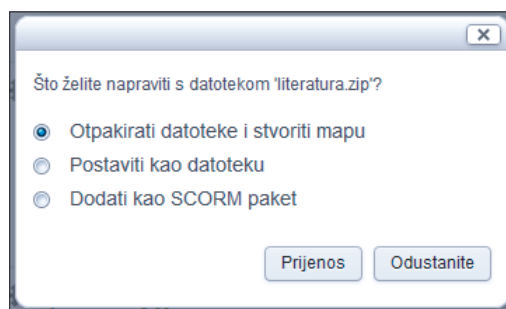 Što želite napraviti s datotekom 'literatura.zip'?
Otpakirati datoteke i stvoriti mapu
Postaviti kao datoteku
Dodati kao SCORM paket
Prijenos Odustanite